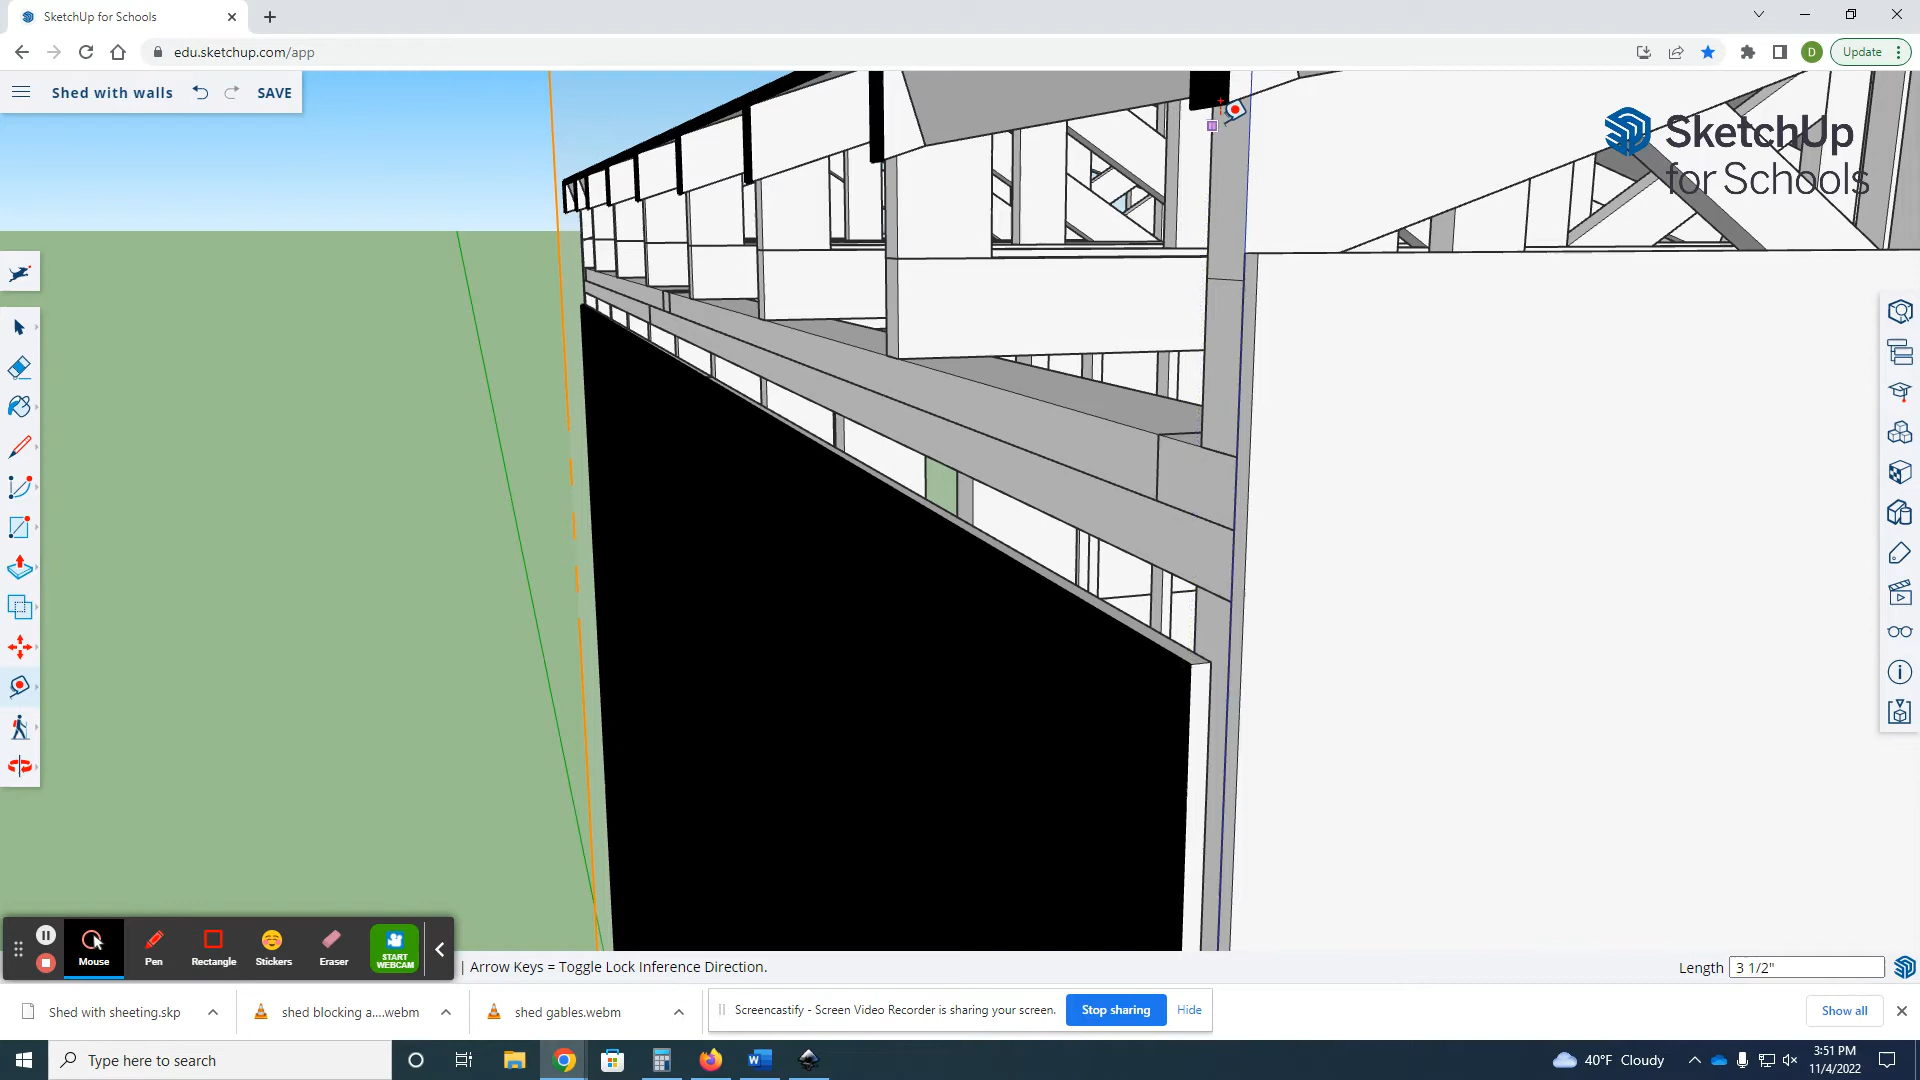 SketchUp for Schools
edu.sketchup.com/app
D
Update
Shed with walls
SAVE
SketchUp
for Schools
Mouse
Pen
Rectangle
Stickers
Eraser
START
WEBCAM
| Arrow Keys = Toggle Lock Inference Direction.
Length
3 1/2"
Shed with sheeting.skp
shed blocking a....webm
shed gables.webm
Screencastify - Screen Video Recorder is sharing your screen.
Stop sharing
Hide
Show all
Type here to search
40°F Cloudy
3:51 PM
11/4/2022